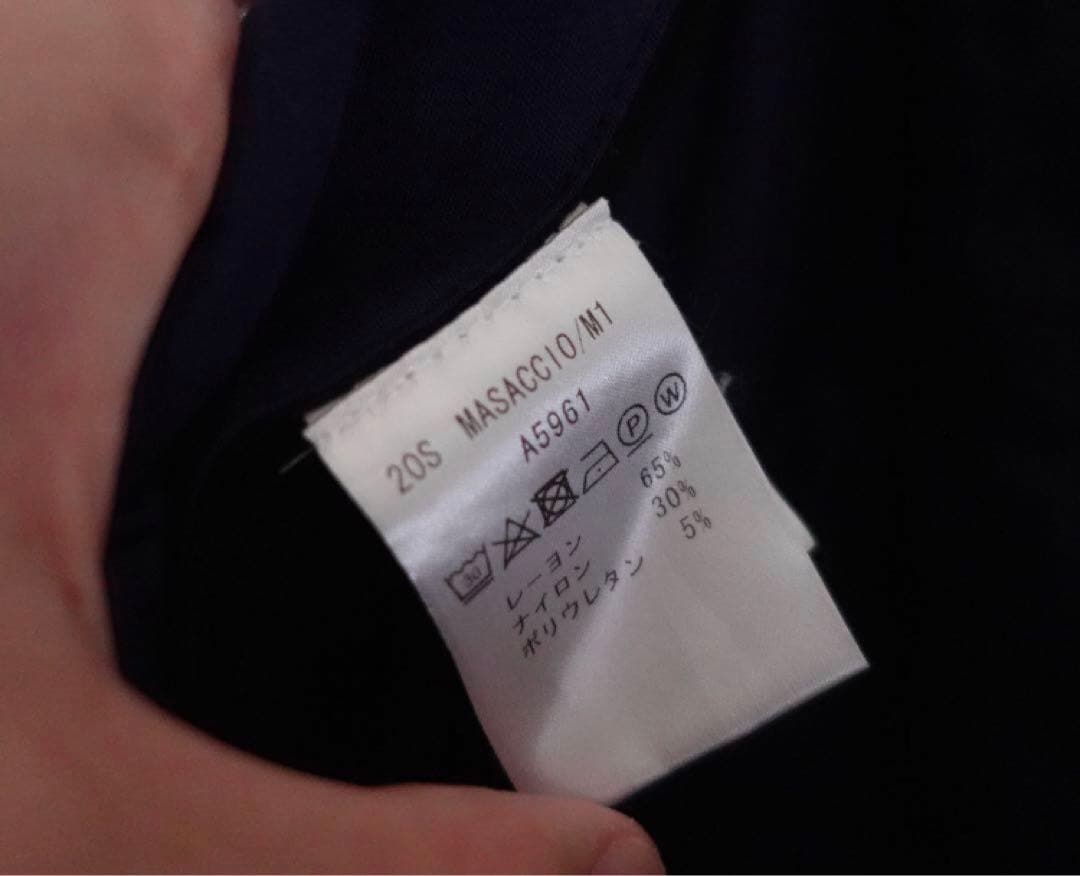 20S MASACCIO/M1
A5961
30 P W
レーヨン 65%
ナイロン 30%
ポリウレタン 5%